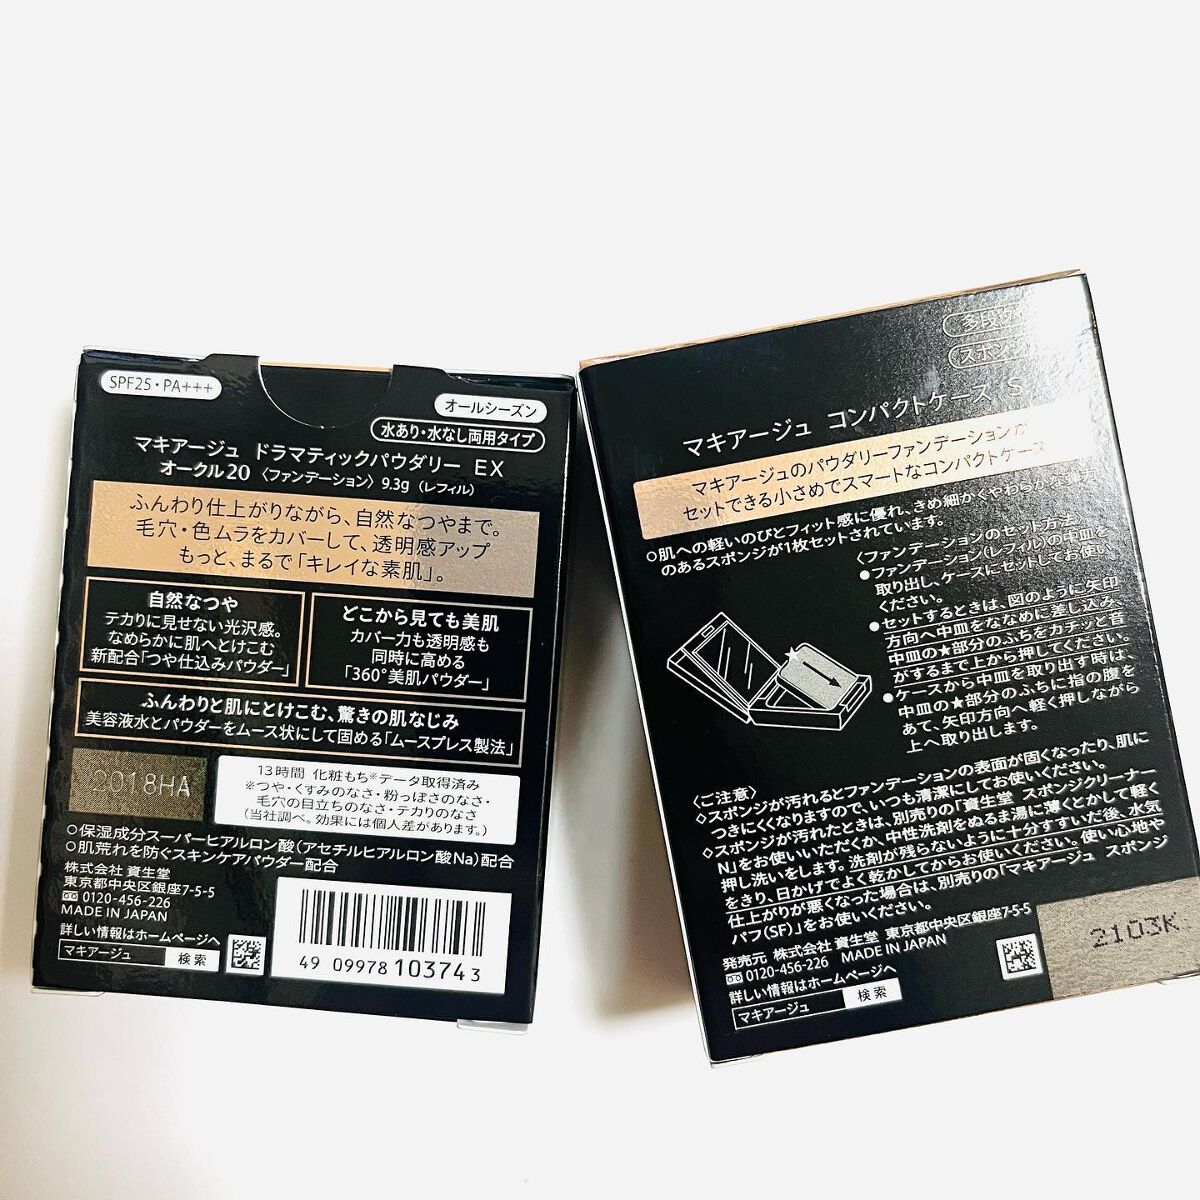 SPF25・PA+++
オールシーズン
水あり・水なし両用タイプ
マキアージュ ドラマティックパウダリー EX
オークル20 〈ファンデーション〉 9.3g (レフィル)
ふんわり仕上がりながら、自然なつやまで。
毛穴・色ムラをカバーして、透明感アップ
もっと、まるで「キレイな素肌」。
自然なつや
テカリに見せない光沢感。
なめらかに肌へとけこむ
新配合「つや仕込みパウダー」
どこから見ても美肌
カバー力も透明感も
同時に高める
「360°美肌パウダー」
ふんわりと肌にとけこむ、驚きの肌なじみ
美容液水とパウダーをムース状にして固める「ムースプレス製法」
2018HA
13時間 化粧もち※データ取得済み
※つや・くすみのなさ・粉っぽさのなさ・
毛穴の目立ちのなさ・テカリのなさ
(当社調べ。効果には個人差があります。)
○保湿成分スーパーヒアルロン酸(アセチルヒアルロン酸Na)配合
○肌荒れを防ぐスキンケアパウダー配合
株式会社 資生堂
東京都中央区銀座7-5-5
0120-456-226
MADE IN JAPAN
詳しい情報はホームページへ
マキアージュ 検索
4 909978 103743
多段
スポン
マキアージュ コンパクトケース S
マキアージュのパウダリーファンデーションが
セットできる小さめでスマートなコンパクトケース
○肌への軽いのびとフィット感に優れ、きめ細かくやわらか
のあるスポンジが1枚セットされています。
〈ファンデーションのセット方法〉
●ファンデーション(レフィル)の中皿を
取り出し、ケースにセットしてお使い
ください。
●セットするときは、図のように矢印
方向へ中皿をななめに差し込み、
中皿の★部分のふちをカチッと音
がするまで上から押してください。
●ケースから中皿を取り出す時は、
中皿の★部分のふちに指の腹を
あて、矢印方向へ軽く押しながら
上へ取り出します。
〈ご注意〉
◇スポンジが汚れるとファンデーションの表面が固くなったり、肌に
つきにくくなりますので、いつも清潔にしてお使いください。
◇スポンジが汚れたときは、別売りの「資生堂 スポンジクリーナー
N」をお使いいただくか、中性洗剤をぬるま湯に薄くとかして軽く
押し洗いをします。洗剤が残らないように十分すすいだ後、水気
をきり、日かげでよく乾かしてからお使いください。使い心地や
仕上がりが悪くなった場合は、別売りの「マキアージュ スポンジ
パフ(SF)」をお使いください。
発売元 株式会社 資生堂 東京都中央区銀座7-5-5
0120-456-226 MADE IN JAPAN
詳しい情報はホームページへ
マキアージュ 検索
2103K